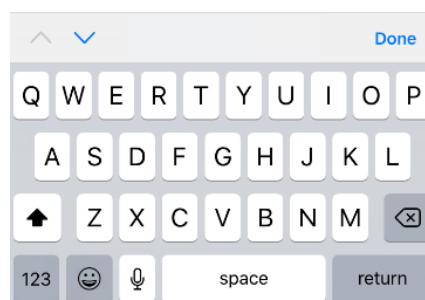 Done
Q W E R T Y U I O P
A S D F G H J K L
Z X C V B N M
123 space return